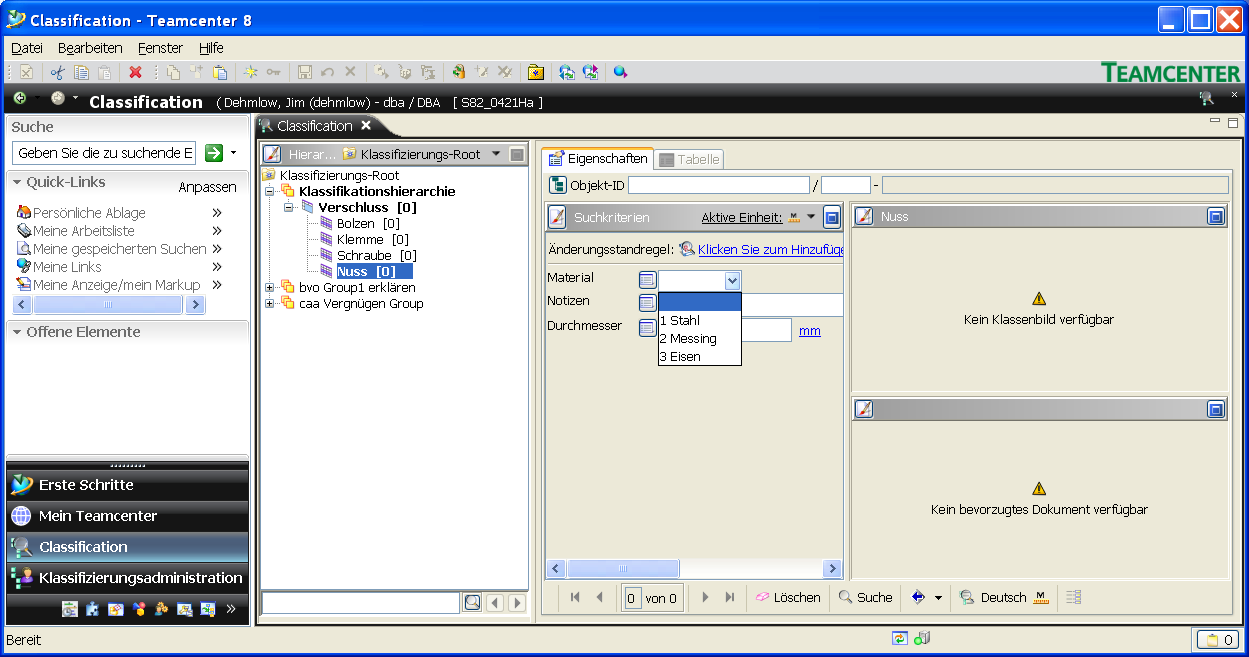 Classification - Teamcenter 8
Datei Bearbeiten Fenster Hilfe
TEAMCENTER
Classification ( Dehmlow, Jim (dehmlow) - dba / DBA [ S82_0421Ha ]
Suche
Geben Sie die zu suchende E
Quick-Links Anpassen
Persönliche Ablage »
Meine Arbeitsliste »
Meine gespeicherten Suchen »
Meine Links »
Meine Anzeige/mein Markup »
Offene Elemente
Erste Schritte
Mein Teamcenter
Classification
Klassifizierungsadministration
»
Classification
Hierar... Klassifizierungs-Root
Klassifizierungs-Root
Klassifikationshierarchie
Verschluss [0]
Bolzen [0]
Klemme [0]
Schraube [0]
Nuss [0]
bvo Group1 erklären
caa Vergnügen Group
Eigenschaften Tabelle
Objekt-ID / -
Suchkriterien Aktive Einheit: M
Änderungsstandregel: Klicken Sie zum Hinzufüge
Material
Notizen
Durchmesser mm
1 Stahl
2 Messing
3 Eisen
Nuss
Kein Klassenbild verfügbar
Kein bevorzugtes Dokument verfügbar
0 von 0 Löschen Suche Deutsch M
Bereit
0